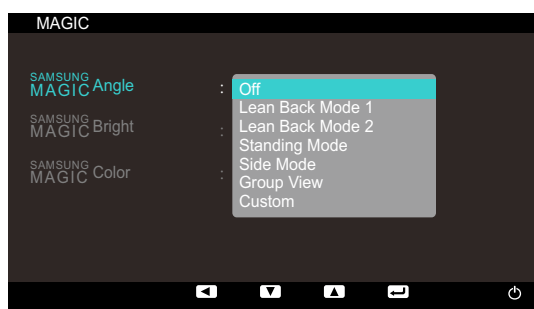 MAGIC
SAMSUNG
MAGIC Angle :
Off
Lean Back Mode 1
Lean Back Mode 2
Standing Mode
Side Mode
Group View
Custom
SAMSUNG
MAGIC Bright :
SAMSUNG
MAGIC Color :